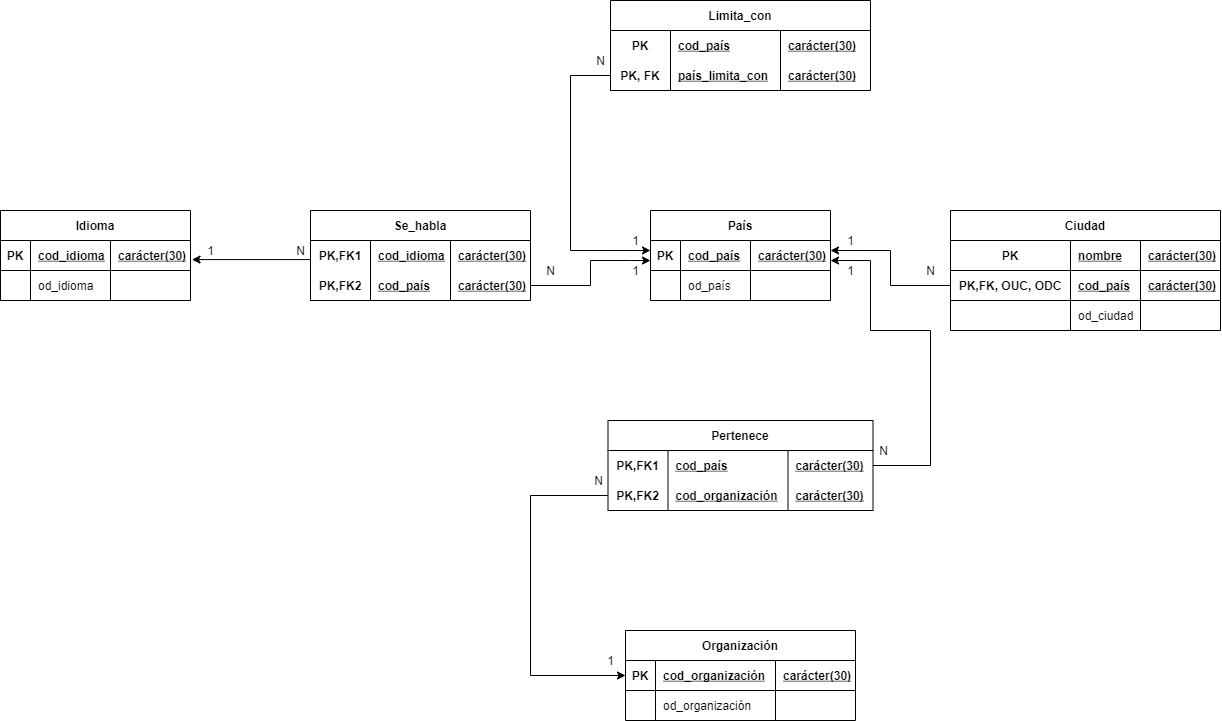 Limita_con
PK cod_país carácter(30)
N
PK, FK país_limita_con carácter(30)
Idioma
PK cod_idioma carácter(30)
od_idioma
1 N
Se_habla
PK,FK1 cod_idioma carácter(30)
PK,FK2 cod_país carácter(30)
N 1
1
País
PK cod_país carácter(30)
od_país
1
1 N
Ciudad
PK nombre carácter(30)
PK,FK, OUC, ODC cod_país carácter(30)
od_ciudad
Pertenece
PK,FK1 cod_país carácter(30)
N
N
PK,FK2 cod_organización carácter(30)
Organización
1
PK cod_organización carácter(30)
od_organización